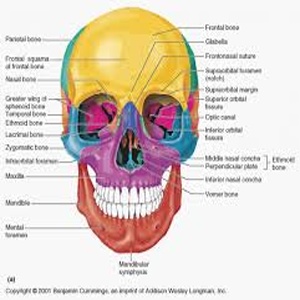 Parietal bone
Frontal squama
of frontal bone
Nasal bone
Greater wing of
sphenoid bone
Temporal bone
Ethmoid bone
Lacrimal bone
Zygomatic bone
Infraorbital foramen
Maxilla
Mandible
Mental
foramen
Frontal bone
Glabella
Frontonasal suture
Supraorbital foramen
(notch)
Supraorbital margin
Superior orbital
fissure
Optic canal
Inferior orbital
fissure
Middle nasal concha
Perpendicular plate
Ethmoid
bone
Inferior nasal concha
Vomer bone
Mandibular
symphysis
(a)
Copyright © 2001 Benjamin Cummings, an imprint of Addison Wesley Longman, Inc.